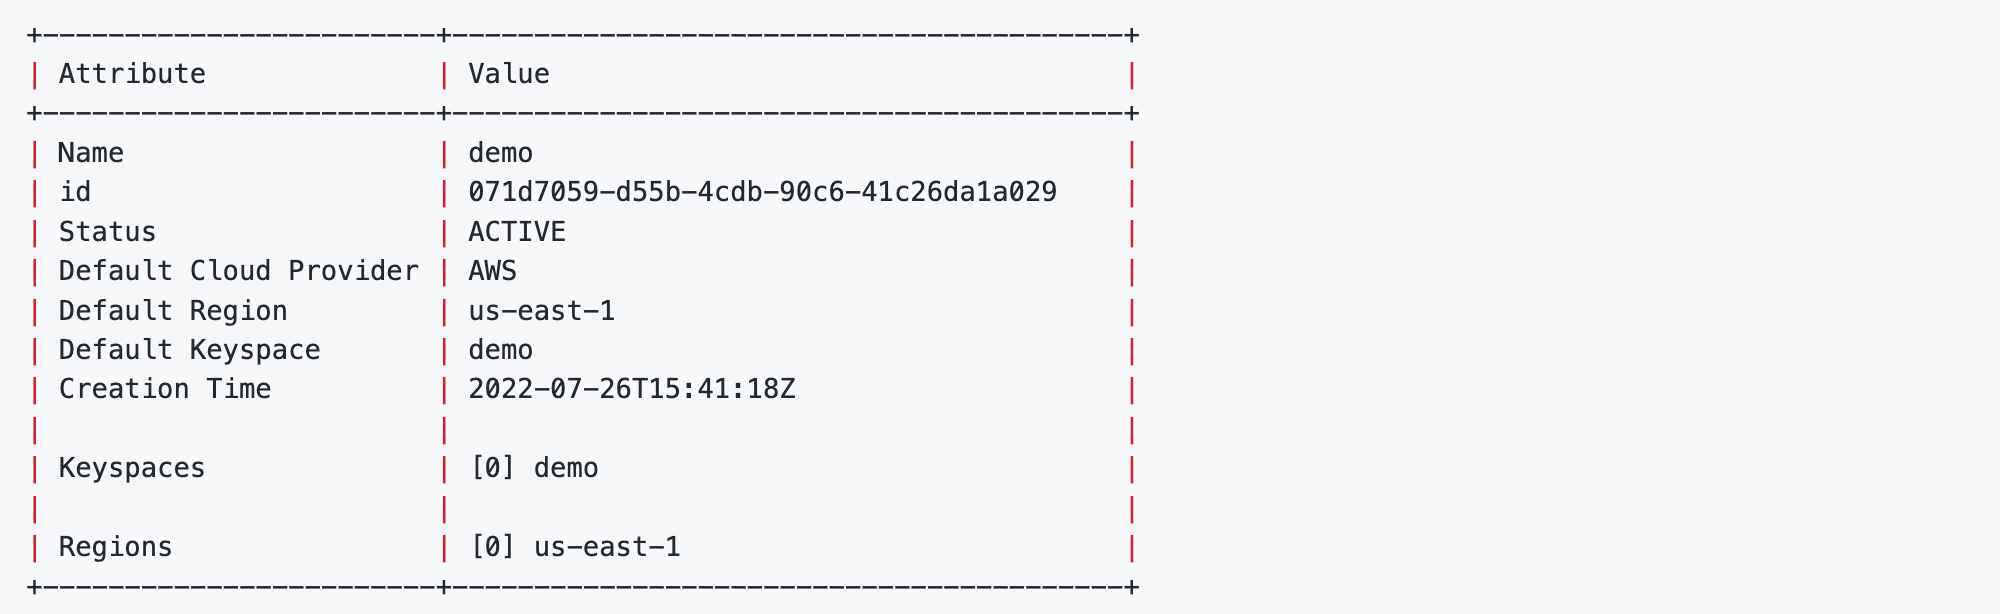 +------------------------+-----------------------------------------+
| Attribute              | Value                                   |
+------------------------+-----------------------------------------+
| Name                   | demo                                    |
| id                     | 071d7059-d55b-4cdb-90c6-41c26da1a029    |
| Status                 | ACTIVE                                  |
| Default Cloud Provider | AWS                                     |
| Default Region         | us-east-1                               |
| Default Keyspace       | demo                                    |
| Creation Time          | 2022-07-26T15:41:18Z                    |
|                        |                                         |
| Keyspaces              | [0] demo                                |
|                        |                                         |
| Regions                | [0] us-east-1                           |
+------------------------+-----------------------------------------+